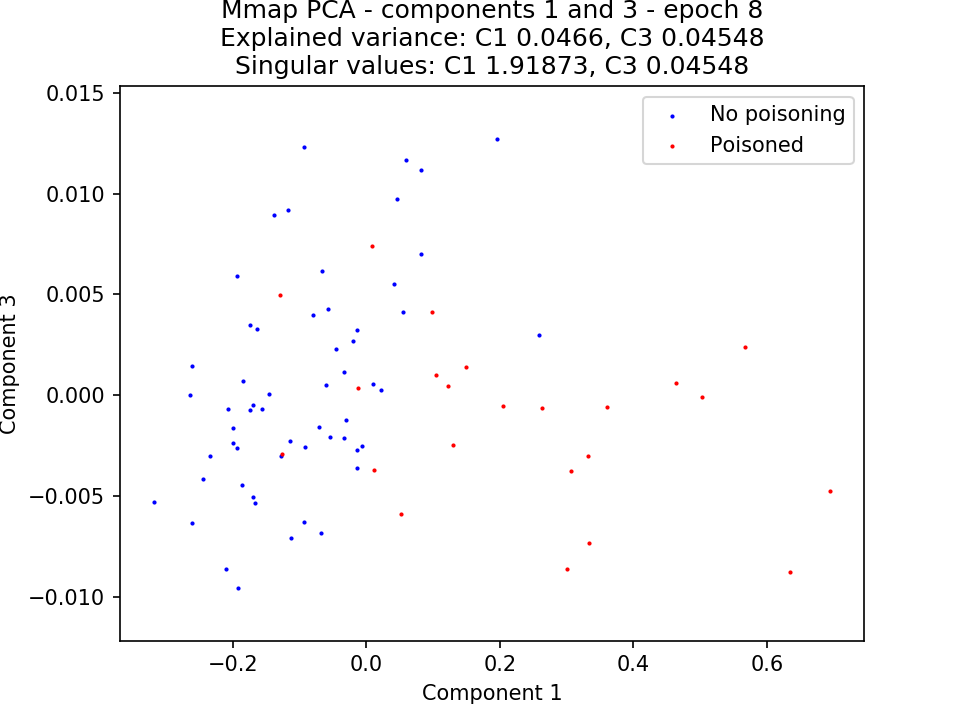 Mmap PCA - components 1 and 3 - epoch 8
Explained variance: C1 0.0466, C3 0.04548
Singular values: C1 1.91873, C3 0.04548
No poisoning
Poisoned
0.015
0.010
0.005
0.000
−0.005
−0.010
Component 3
−0.2
0.0
0.2
0.4
0.6
Component 1